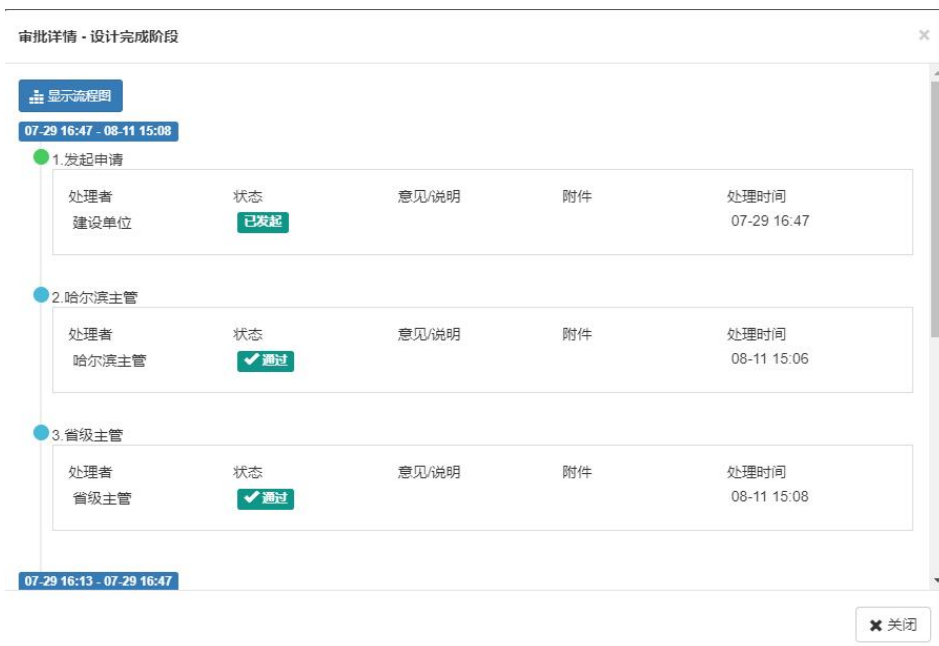 审批详情 - 设计完成阶段
显示流程图
07-29 16:47 - 08-11 15:08
1.发起申请
处理者 状态 意见/说明 附件 处理时间
建设单位 已发起 07-29 16:47
2.哈尔滨主管
处理者 状态 意见/说明 附件 处理时间
哈尔滨主管 通过 08-11 15:06
3.省级主管
处理者 状态 意见/说明 附件 处理时间
省级主管 通过 08-11 15:08
07-29 16:13 - 07-29 16:47
关闭